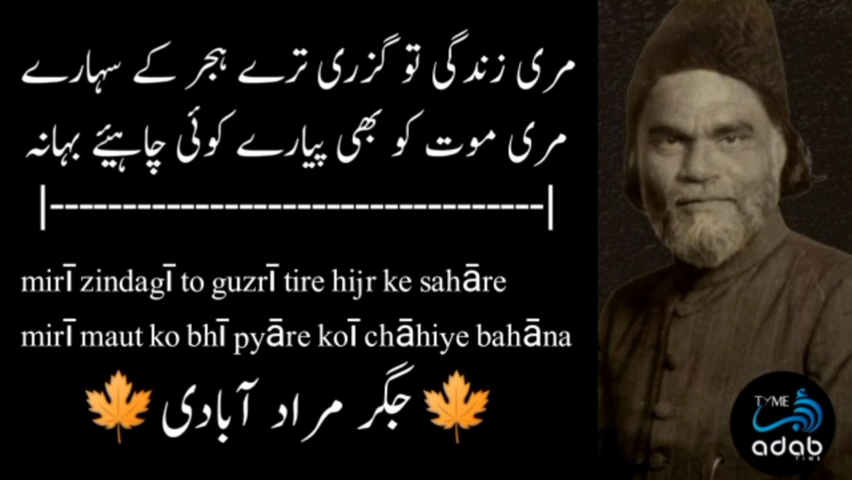 مری زندگی تو گزری ترے ہجر کے سہارے
مری موت کو بھی پیارے کوئی چاہیئے بہانہ
|----------------------------------|
mirī zindagī to guzrī tire hijr ke sahāre
mirī maut ko bhī pyāre koī chāhiye bahāna
🍁 جگر مراد آبادی 🍁
TYME
adab
TIME